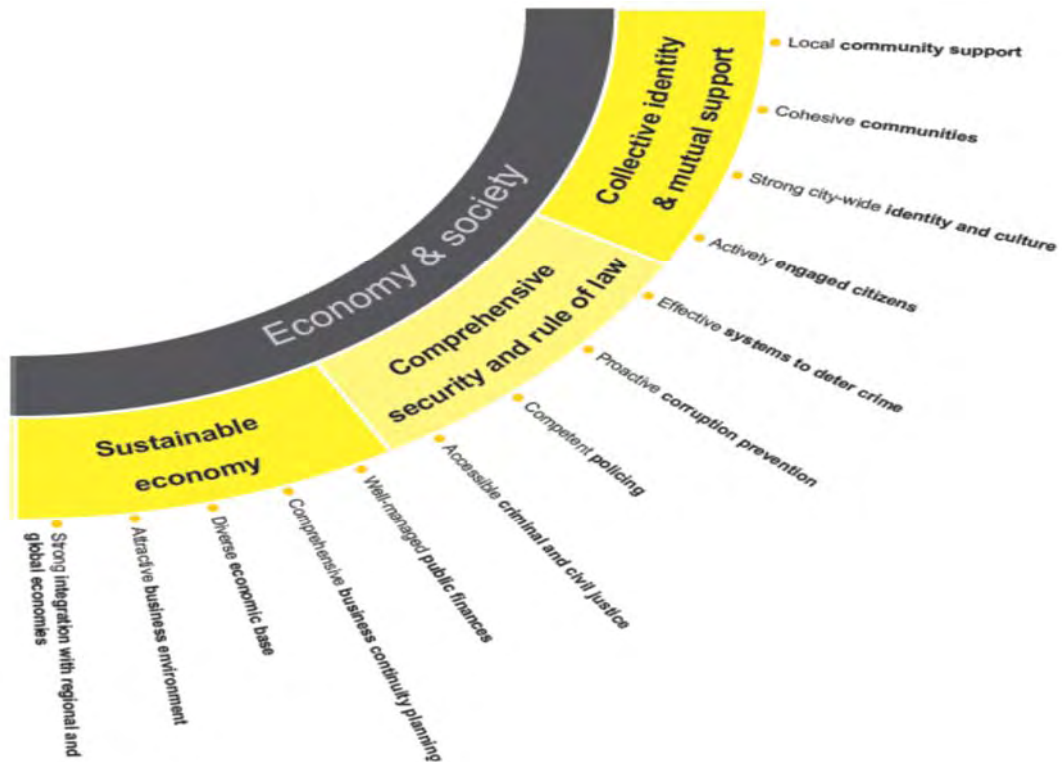 Economy & society
Collective identity
& mutual support
Local community support
Cohesive communities
Strong city-wide identity and culture
Actively engaged citizens
Comprehensive
security and rule of law
Effective systems to deter crime
Proactive corruption prevention
Competent policing
Accessible criminal and civil justice
Sustainable
economy
Well-managed public finances
Comprehensive business continuity planning
Diverse economic base
Attractive business environment
Strong integration with regional and
global economies